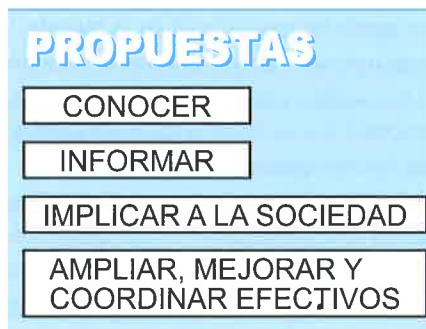 PROPUESTAS
CONOCER
INFORMAR
IMPLICAR A LA SOCIEDAD
AMPLIAR, MEJORAR Y
COORDINAR EFECTIVOS